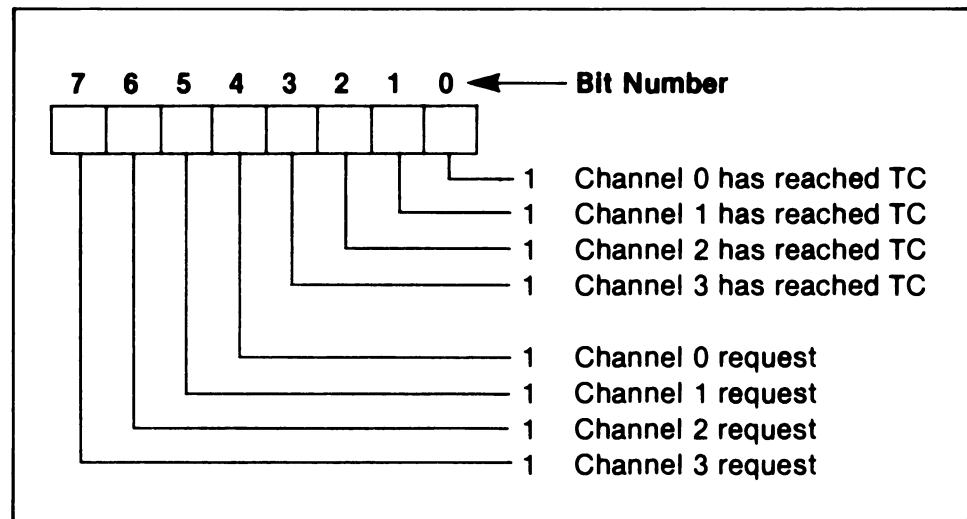 7 6 5 4 3 2 1 0 Bit Number
1 Channel 0 has reached TC
1 Channel 1 has reached TC
1 Channel 2 has reached TC
1 Channel 3 has reached TC
1 Channel 0 request
1 Channel 1 request
1 Channel 2 request
1 Channel 3 request